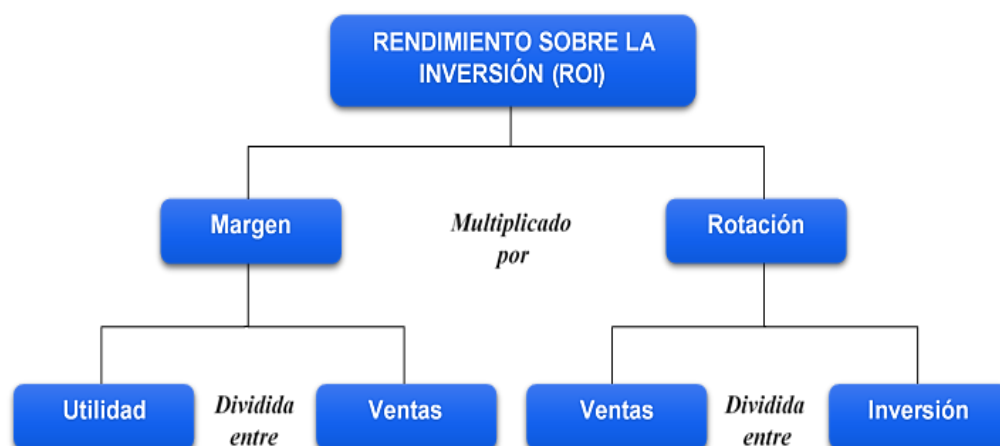 RENDIMIENTO SOBRE LA
INVERSIÓN (ROI)
Margen
Multiplicado
por
Rotación
Utilidad
Dividida
entre
Ventas
Ventas
Dividida
entre
Inversión